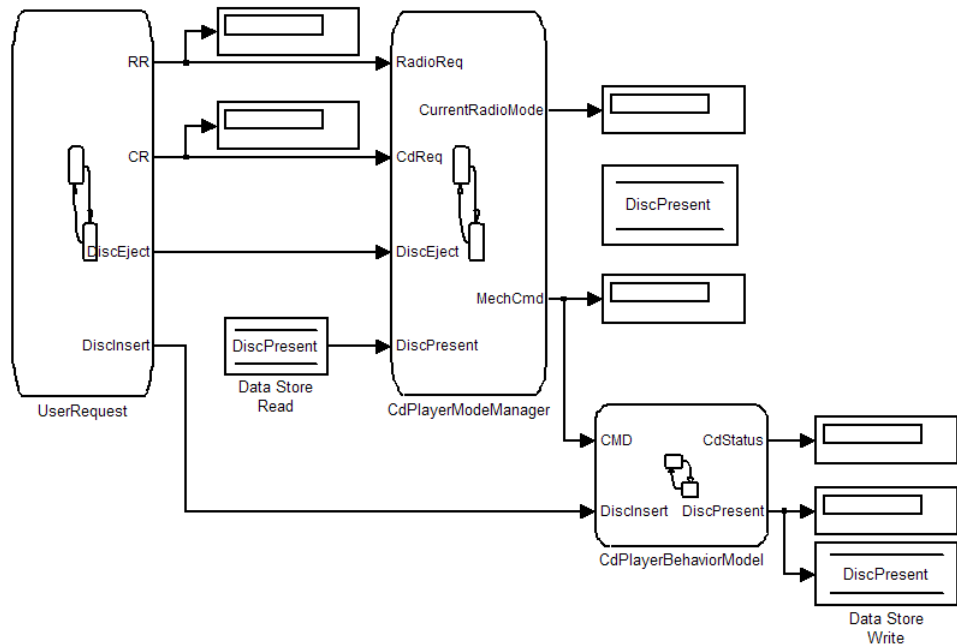 RR
RadioReq
CurrentRadioMode
CR
CdReq
DiscPresent
DiscEject
DiscEject
MechCmd
DiscInsert
DiscPresent
DiscPresent
Data Store
Read
UserRequest
CdPlayerModeManager
CMD
CdStatus
DiscInsert
DiscPresent
CdPlayerBehaviorModel
DiscPresent
Data Store
Write